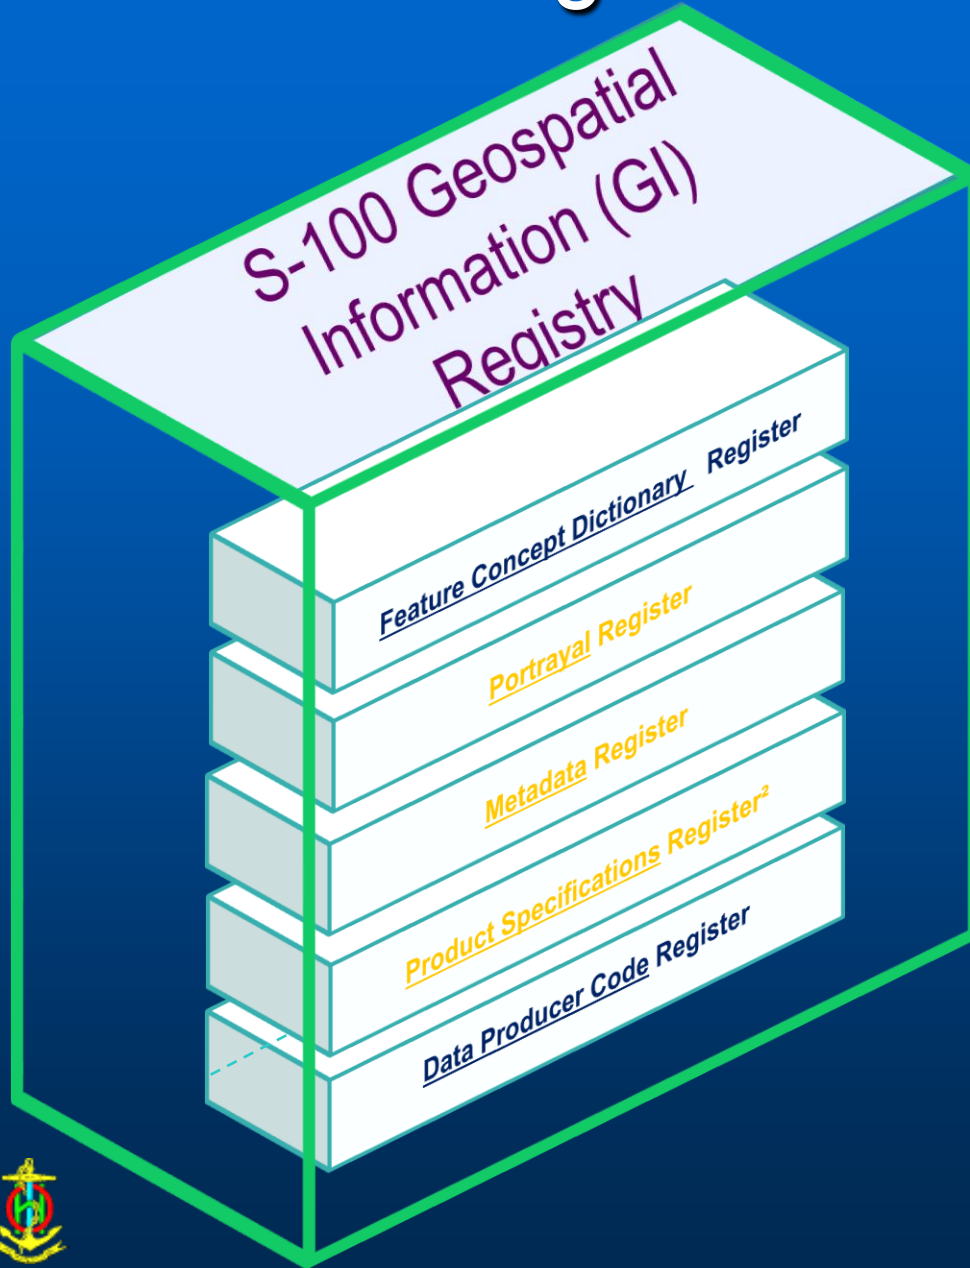 S-100 Geospatial
Information (GI)
Registry
Feature Concept Dictionary Register
Portrayal Register
Metadata Register
Product Specifications Register²
Data Producer Code Register